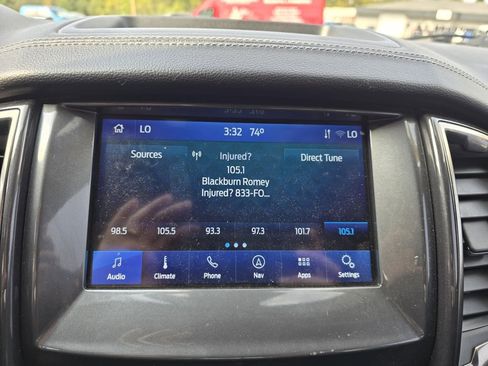 LO 3:32 74° LO
Sources Injured? Direct Tune
105.1
Blackburn Romey
Injured? 833-FO...
98.5 105.5 93.3 97.3 101.7 105.1
Audio Climate Phone Nav Apps Settings